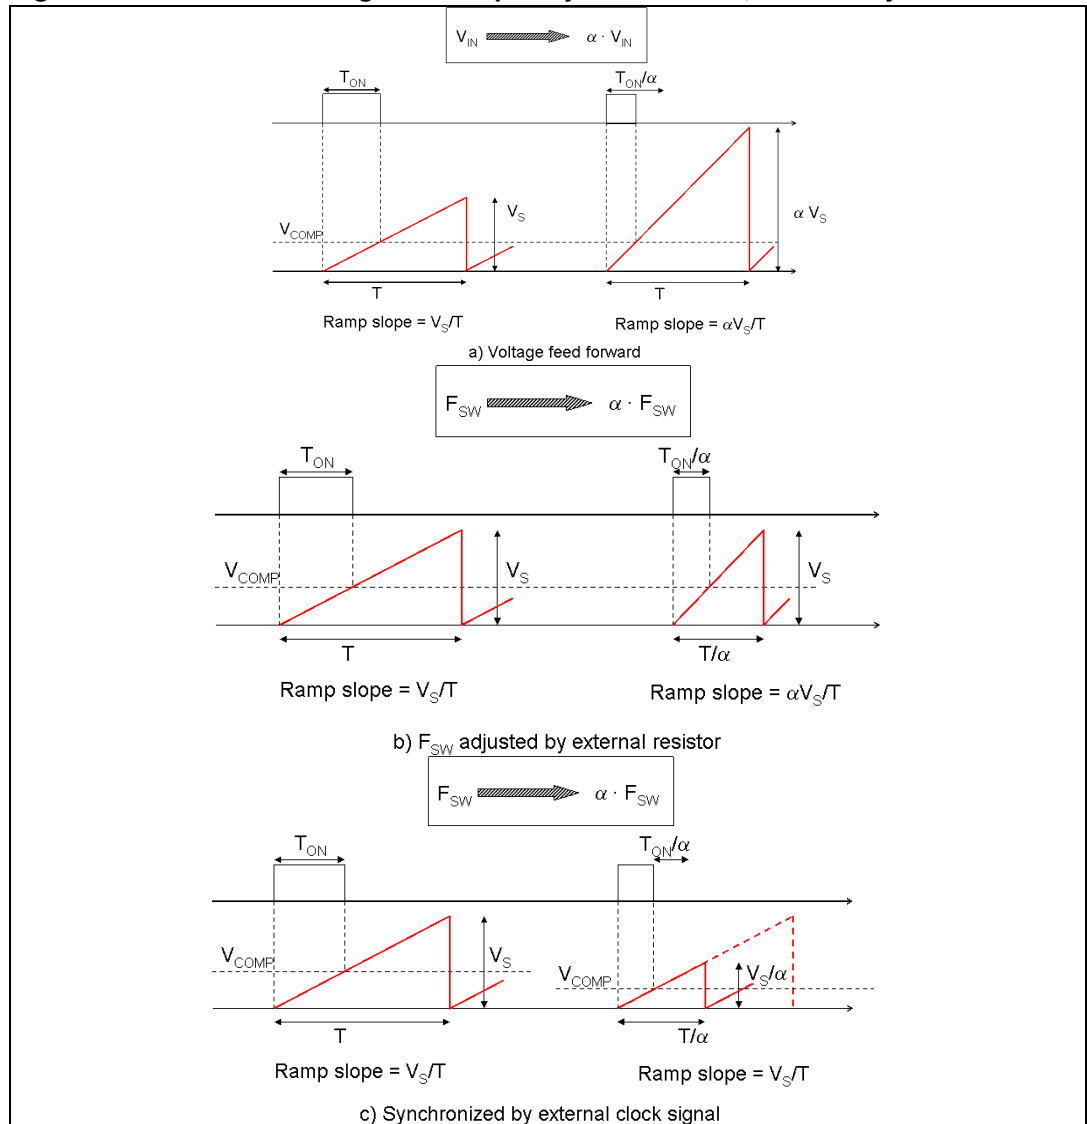 V_IN α · V_IN
T_ON T_ON/α
V_S α V_S
V_COMP
T T
Ramp slope = V_S/T Ramp slope = αV_S/T
a) Voltage feed forward
F_SW α · F_SW
T_ON T_ON/α
V_COMP V_S V_S
T T/α
Ramp slope = V_S/T Ramp slope = αV_S/T
b) F_SW adjusted by external resistor
F_SW α · F_SW
T_ON T_ON/α
V_COMP V_S V_COMP V_S/α
T T/α
Ramp slope = V_S/T Ramp slope = V_S/T
c) Synchronized by external clock signal